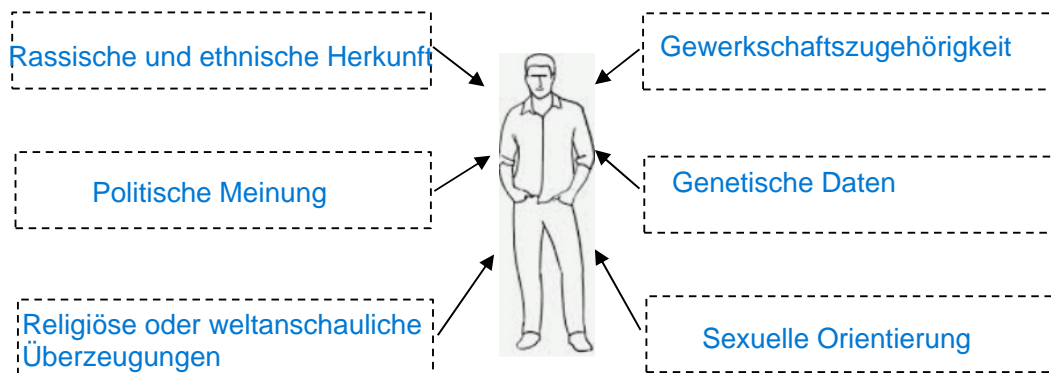 Rassische und ethnische Herkunft
Gewerkschaftszugehörigkeit
Politische Meinung
Genetische Daten
Religiöse oder weltanschauliche
Überzeugungen
Sexuelle Orientierung